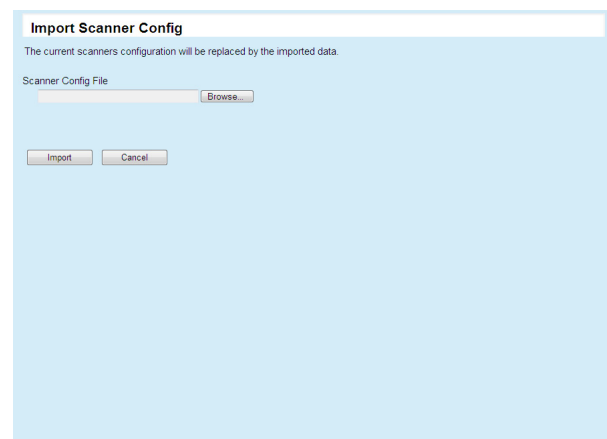 Import Scanner Config
The current scanners configuration will be replaced by the imported data.
Scanner Config File
Browse...
Import Cancel